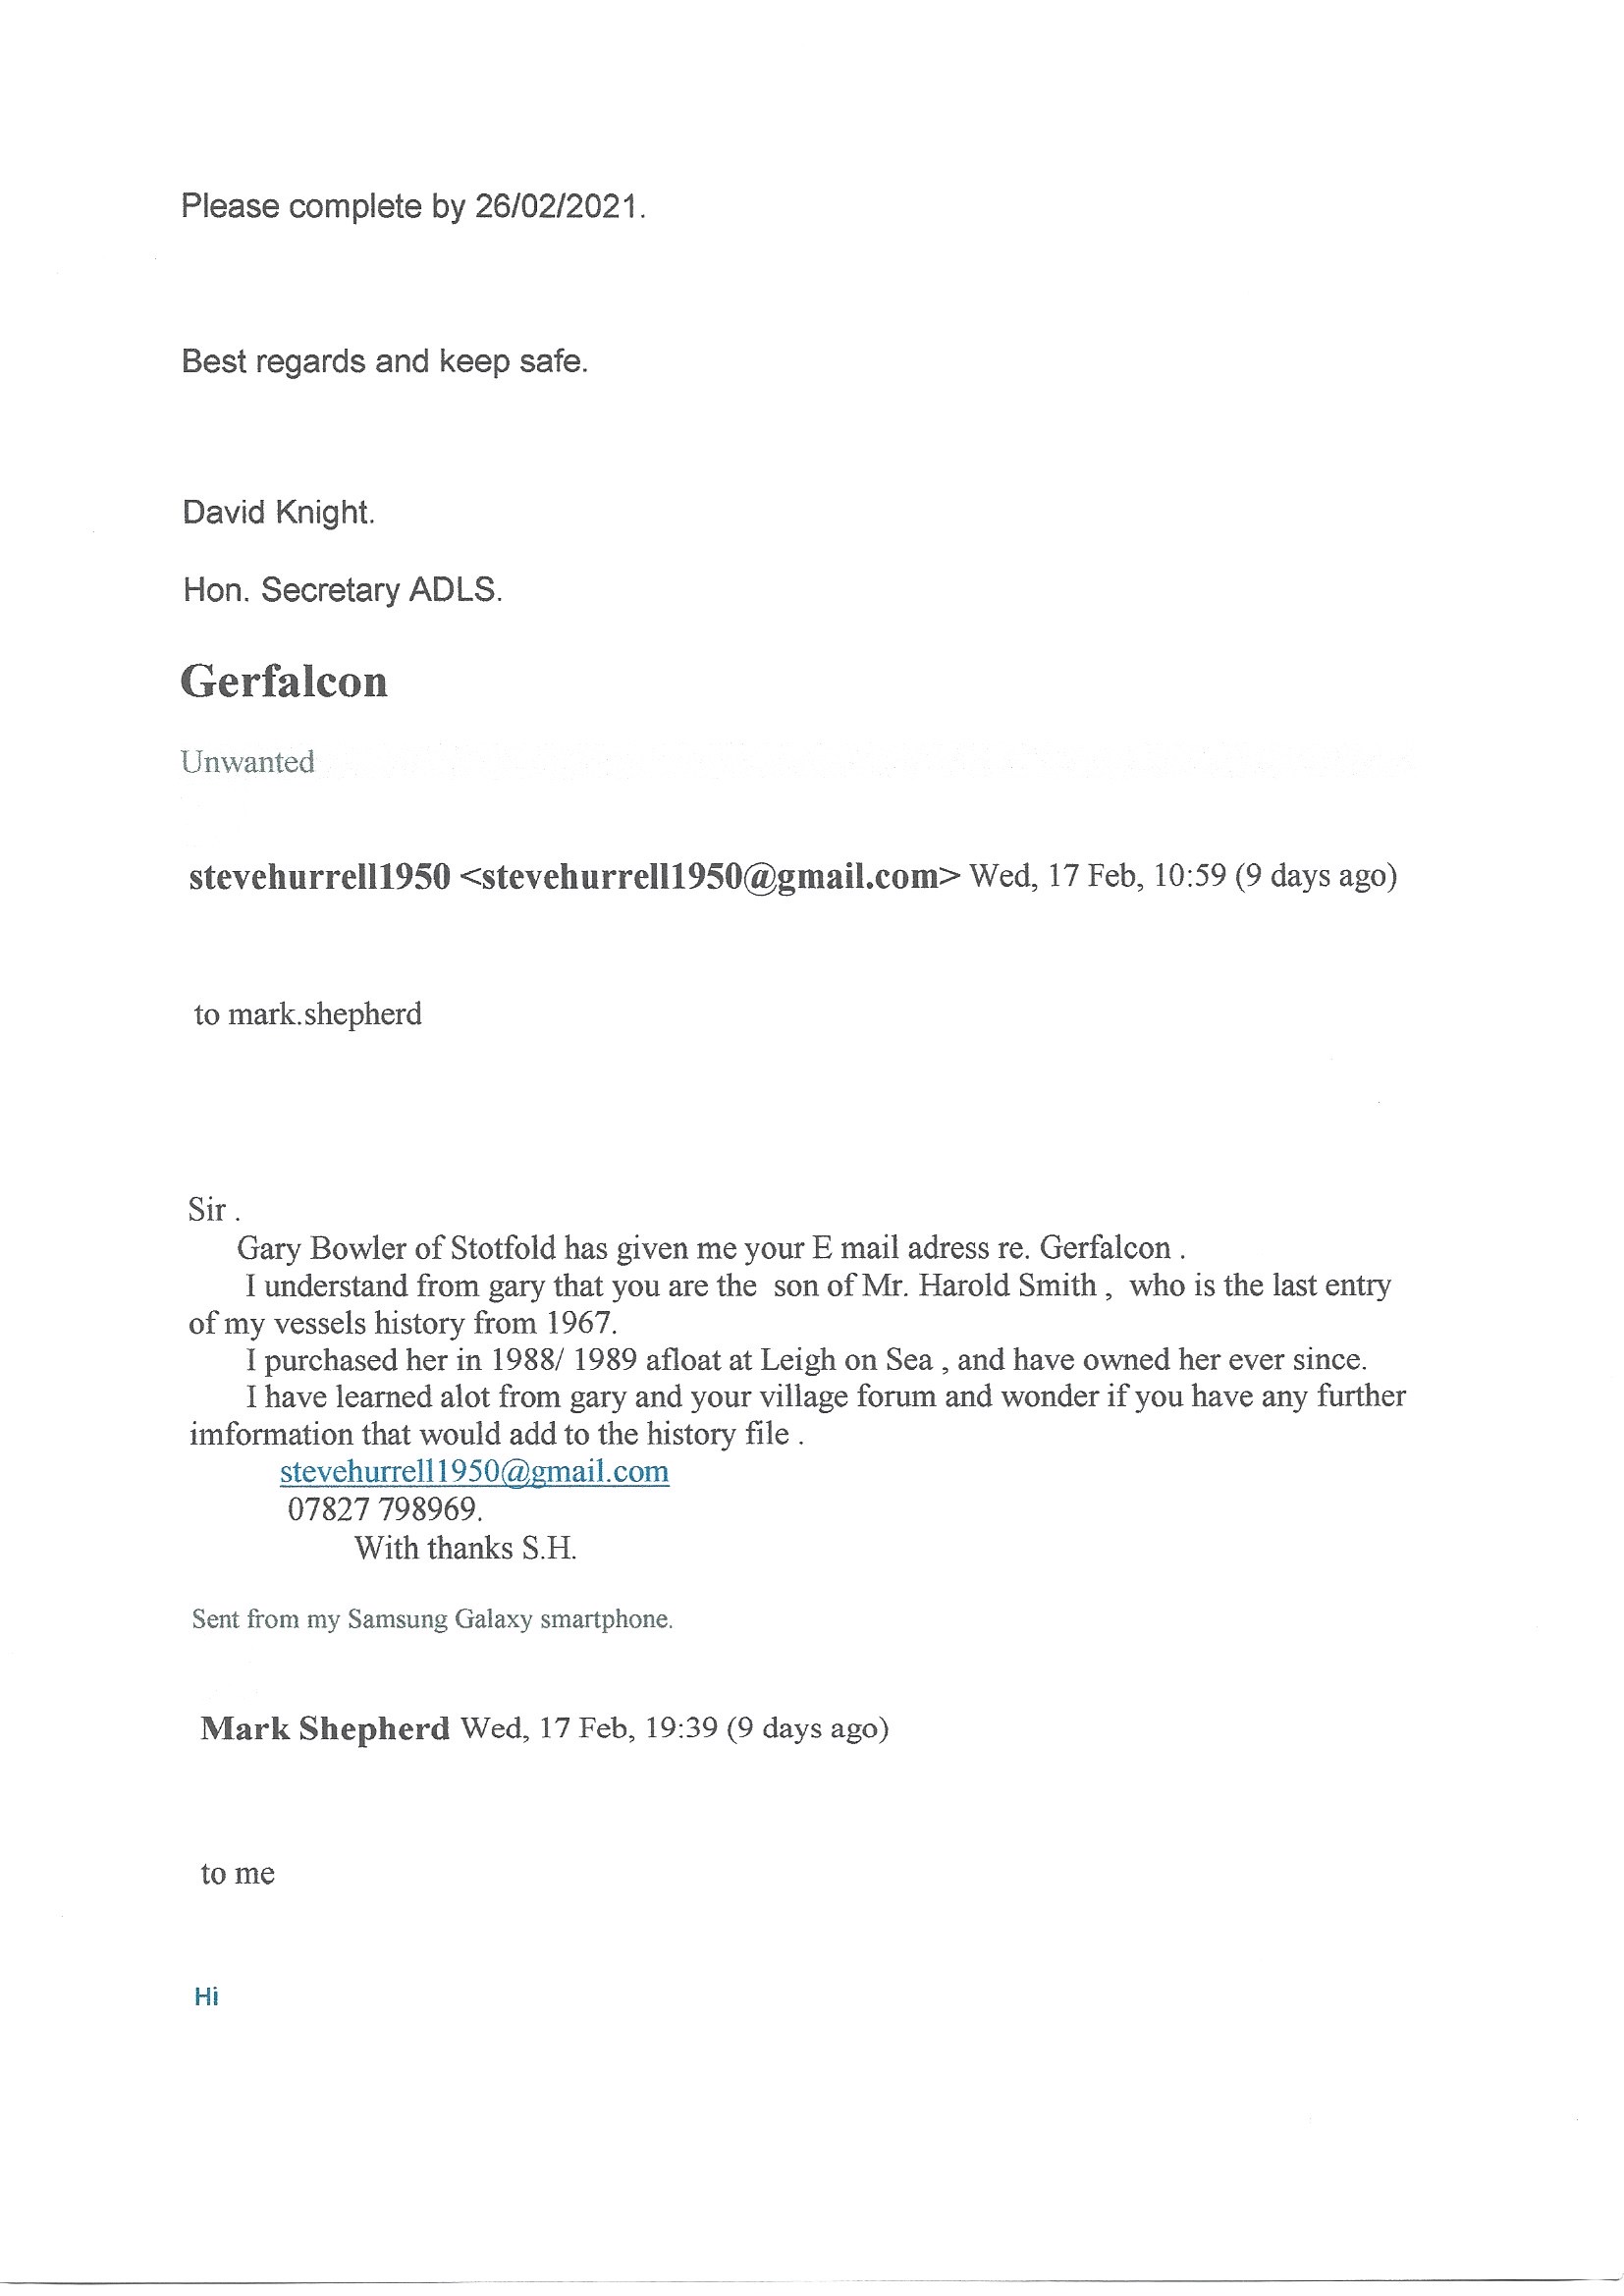 Please complete by 26/02/2021.
Best regards and keep safe.
David Knight.
Hon. Secretary ADLS.
Gerfalcon
Unwanted
stevehurrell1950 <stevehurrell1950@gmail.com> Wed, 17 Feb, 10:59 (9 days ago)
to mark.shepherd
Sir .
Gary Bowler of Stotfold has given me your E mail adress re. Gerfalcon .
I understand from gary that you are the son of Mr. Harold Smith , who is the last entry
of my vessels history from 1967.
I purchased her in 1988/ 1989 afloat at Leigh on Sea , and have owned her ever since.
I have learned alot from gary and your village forum and wonder if you have any further
imformation that would add to the history file .
stevehurrell1950@gmail.com
07827 798969.
With thanks S.H.
Sent from my Samsung Galaxy smartphone.
Mark Shepherd Wed, 17 Feb, 19:39 (9 days ago)
to me
Hi